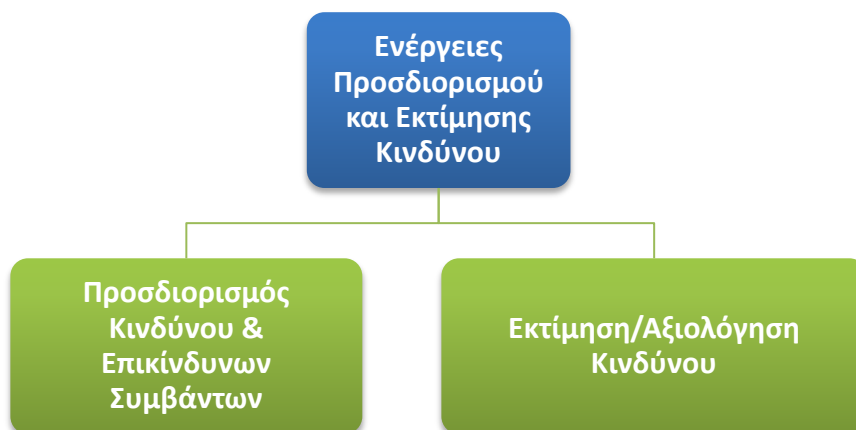 Ενέργειες
Προσδιορισμού
και Εκτίμησης
Κινδύνου
Προσδιορισμός
Κινδύνου &
Επικίνδυνων
Συμβάντων
Εκτίμηση/Αξιολόγηση
Κινδύνου